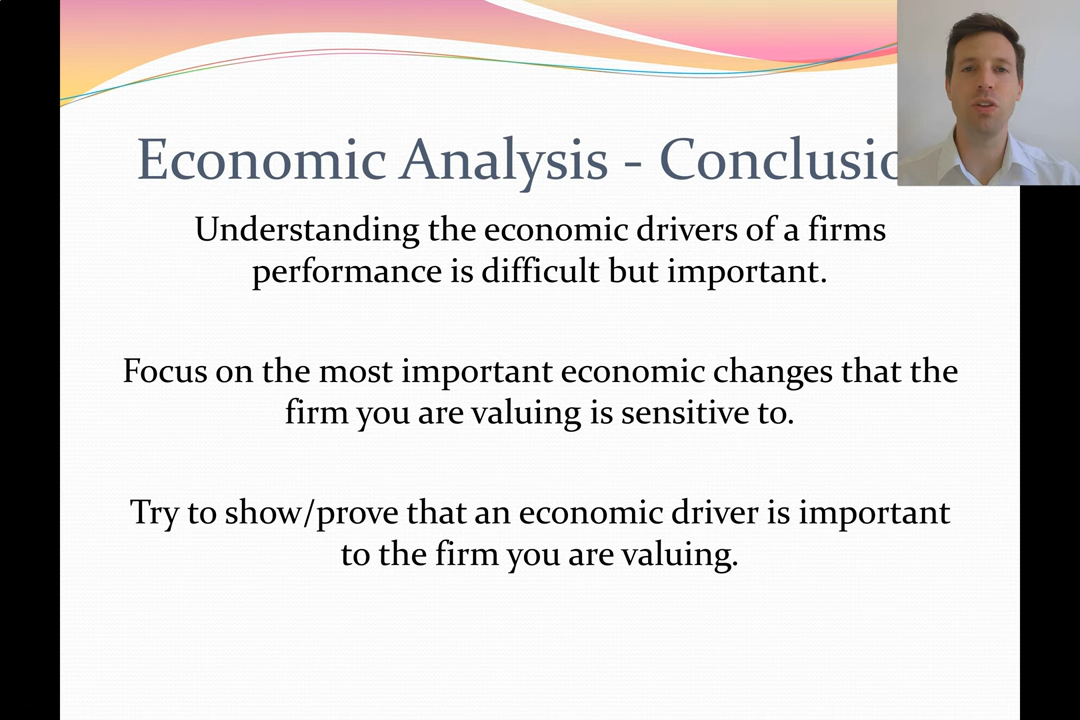 Economic Analysis - Conclusio
Understanding the economic drivers of a firms
performance is difficult but important.
Focus on the most important economic changes that the
firm you are valuing is sensitive to.
Try to show/prove that an economic driver is important
to the firm you are valuing.